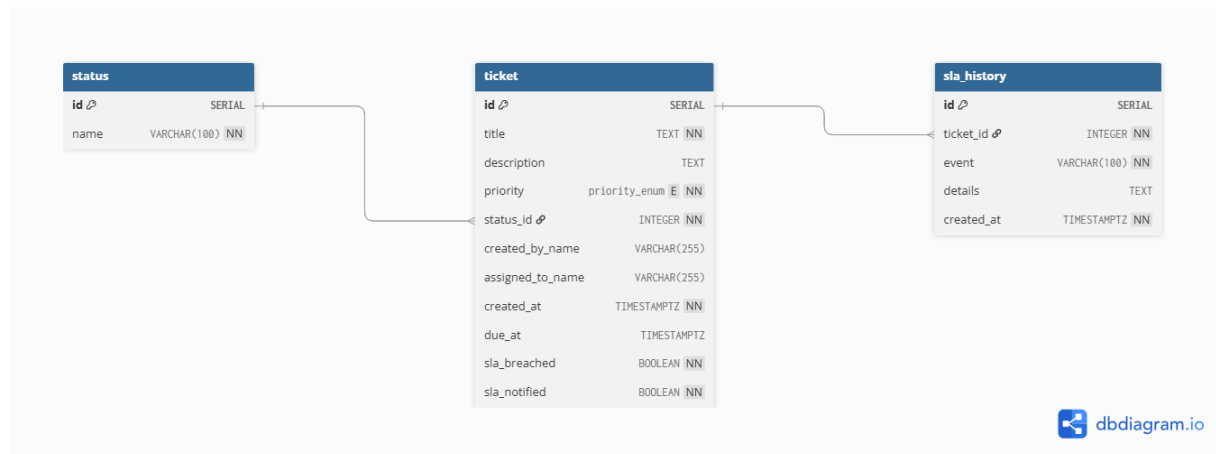 status
id SERIAL
name VARCHAR(100) NN
ticket
id SERIAL
title TEXT NN
description TEXT
priority priority_enum E NN
status_id INTEGER NN
created_by_name VARCHAR(255)
assigned_to_name VARCHAR(255)
created_at TIMESTAMPTZ NN
due_at TIMESTAMPTZ
sla_breached BOOLEAN NN
sla_notified BOOLEAN NN
sla_history
id SERIAL
ticket_id INTEGER NN
event VARCHAR(100) NN
details TEXT
created_at TIMESTAMPTZ NN
dbdiagram.io